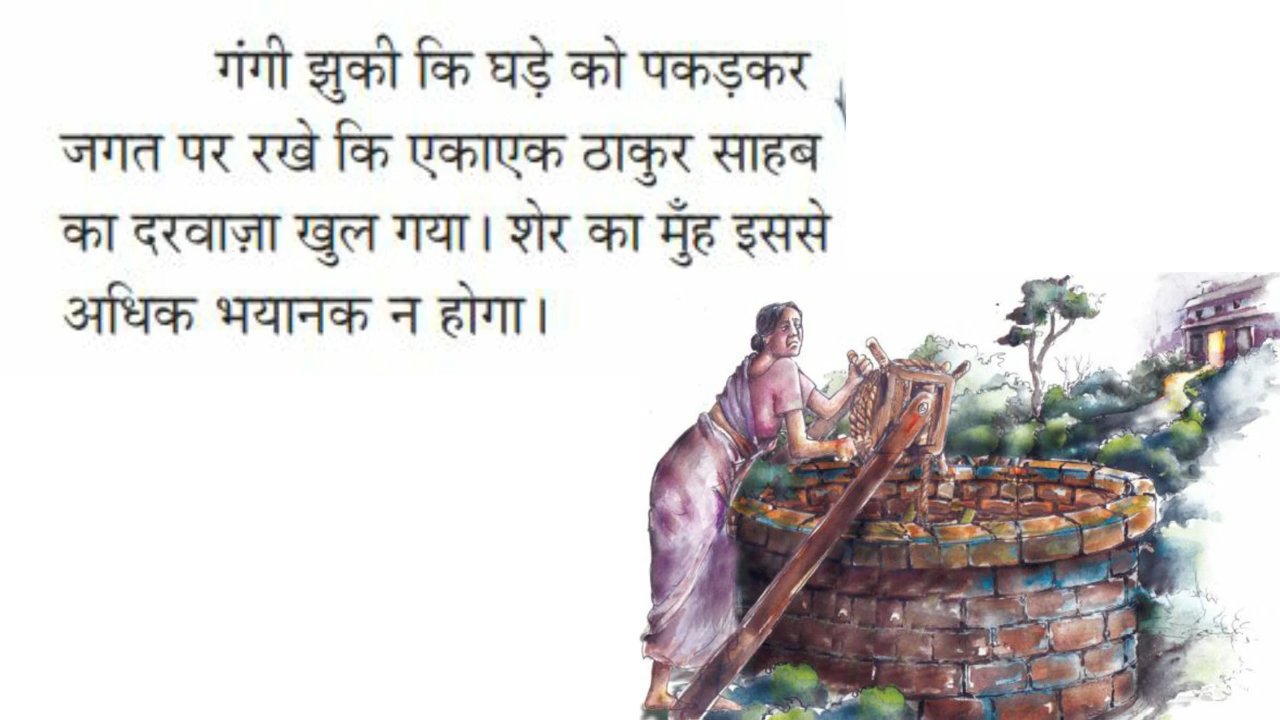 गंगी झुकी कि घड़े को पकड़कर
जगत पर रखे कि एकाएक ठाकुर साहब
का दरवाज़ा खुल गया। शेर का मुँह इससे
अधिक भयानक न होगा।